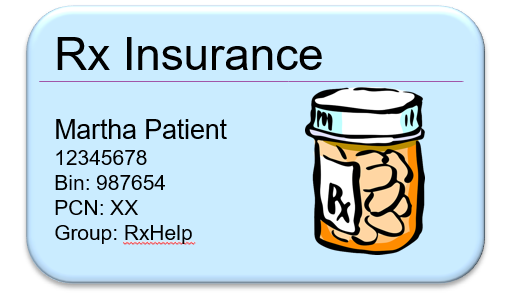 Rx Insurance
Martha Patient
12345678
Bin: 987654
PCN: XX
Group: RxHelp
Rx